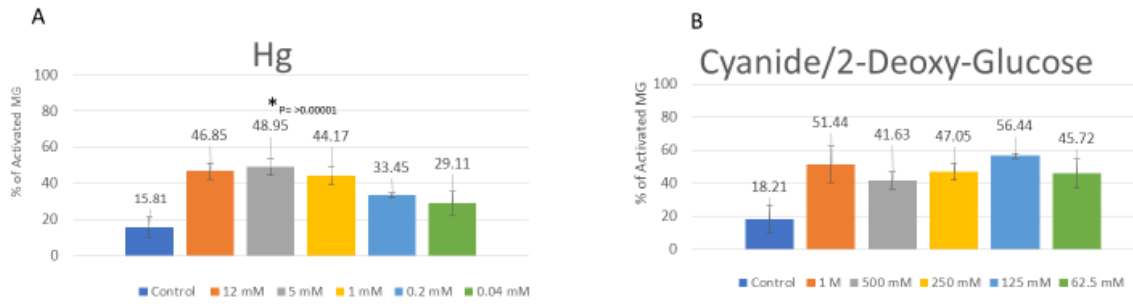 A
Hg
% of Activated MG
100
80
60
40
20
0
* P= >0.00001
15.81
46.85
48.95
44.17
33.45
29.11
Control 12 mM 5 mM 1 mM 0.2 mM 0.04 mM
B
Cyanide/2-Deoxy-Glucose
% of Activated MG
100
80
60
40
20
0
18.21
51.44
41.63
47.05
56.44
45.72
Control 1 M 500 mM 250 mM 125 mM 62.5 mM